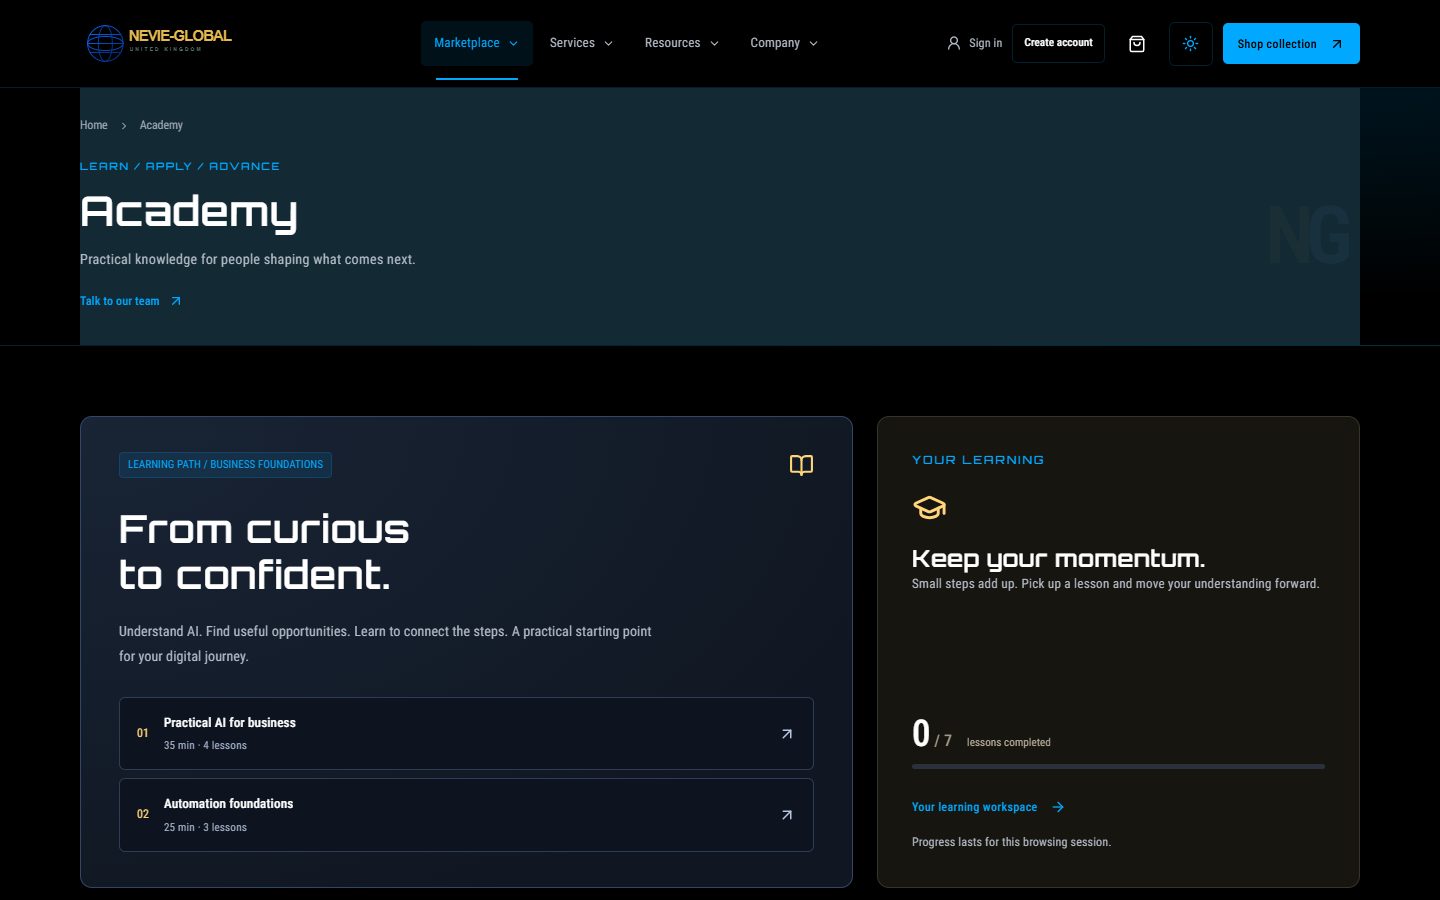 NEVIE-GLOBAL
UNITED KINGDOM
Marketplace
Services
Resources
Company
Sign in
Create account
Shop collection
Home > Academy
LEARN / APPLY / ADVANCE
Academy
Practical knowledge for people shaping what comes next.
Talk to our team
NG
LEARNING PATH / BUSINESS FOUNDATIONS
From curious
to confident.
Understand AI. Find useful opportunities. Learn to connect the steps. A practical starting point
for your digital journey.
01
Practical AI for business
35 min · 4 lessons
02
Automation foundations
25 min · 3 lessons
YOUR LEARNING
Keep your momentum.
Small steps add up. Pick up a lesson and move your understanding forward.
0 / 7 lessons completed
Your learning workspace
Progress lasts for this browsing session.